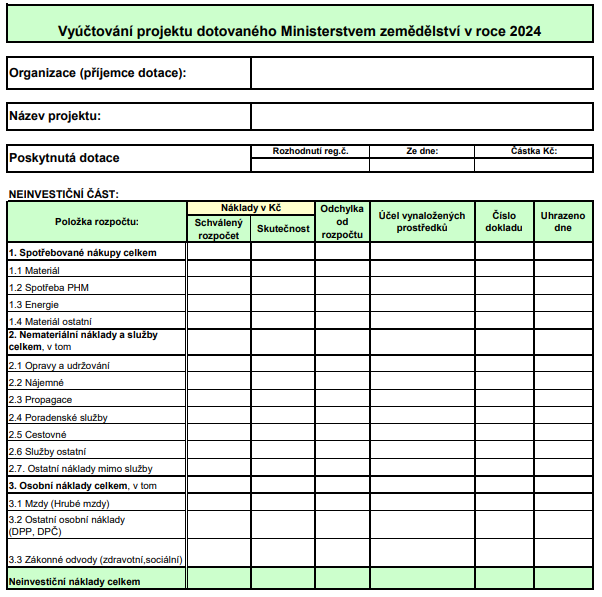 Vyúčtování projektu dotovaného Ministerstvem zemědělství v roce 2024
Organizace (příjemce dotace):
Název projektu:
Poskytnutá dotace
Rozhodnutí reg.č.
Ze dne:
Částka Kč:
NEINVESTIČNÍ ČÁST:
Položka rozpočtu:
Náklady v Kč
Schválený
rozpočet
Skutečnost
Odchylka
od
rozpočtu
Účel vynaložených
prostředků
Číslo
dokladu
Uhrazeno
dne
1. Spotřebované nákupy celkem
1.1 Materiál
1.2 Spotřeba PHM
1.3 Energie
1.4 Materiál ostatní
2. Nemateriální náklady a služby
celkem, v tom
2.1 Opravy a udržování
2.2 Nájemné
2.3 Propagace
2.4 Poradenské služby
2.5 Cestovné
2.6 Služby ostatní
2.7. Ostatní náklady mimo služby
3. Osobní náklady celkem, v tom
3.1 Mzdy (Hrubé mzdy)
3.2 Ostatní osobní náklady
(DPP, DPČ)
3.3 Zákonné odvody (zdravotní,sociální)
Neinvestiční náklady celkem